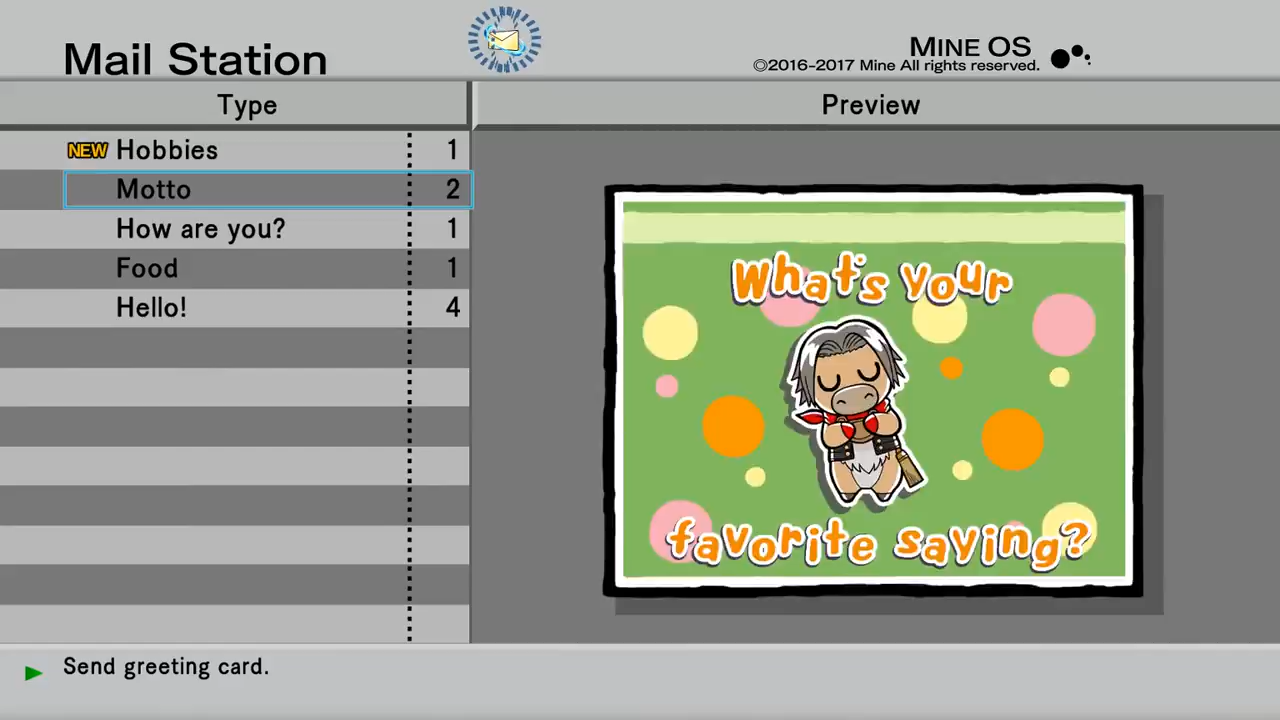 Mail Station
MINE OS
©2016-2017 Mine All rights reserved.
Type
Preview
NEW Hobbies 1
Motto 2
How are you? 1
Food 1
Hello! 4
What's your
favorite saying?
Send greeting card.